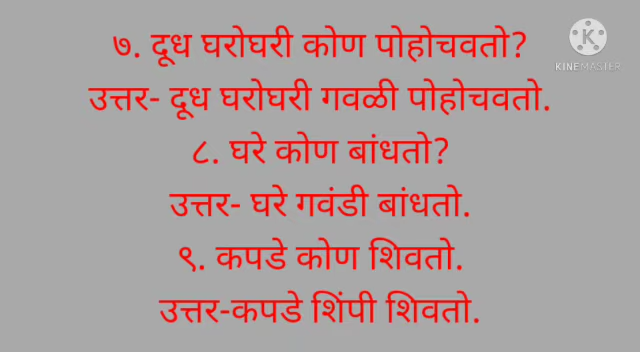 ७. दूध घरोघरी कोण पोहोचवतो?
KINEMASTER
उत्तर- दूध घरोघरी गवळी पोहोचवतो.
८. घरे कोण बांधतो?
उत्तर- घरे गवंडी बांधतो.
९. कपडे कोण शिवतो.
उत्तर-कपडे शिंपी शिवतो.